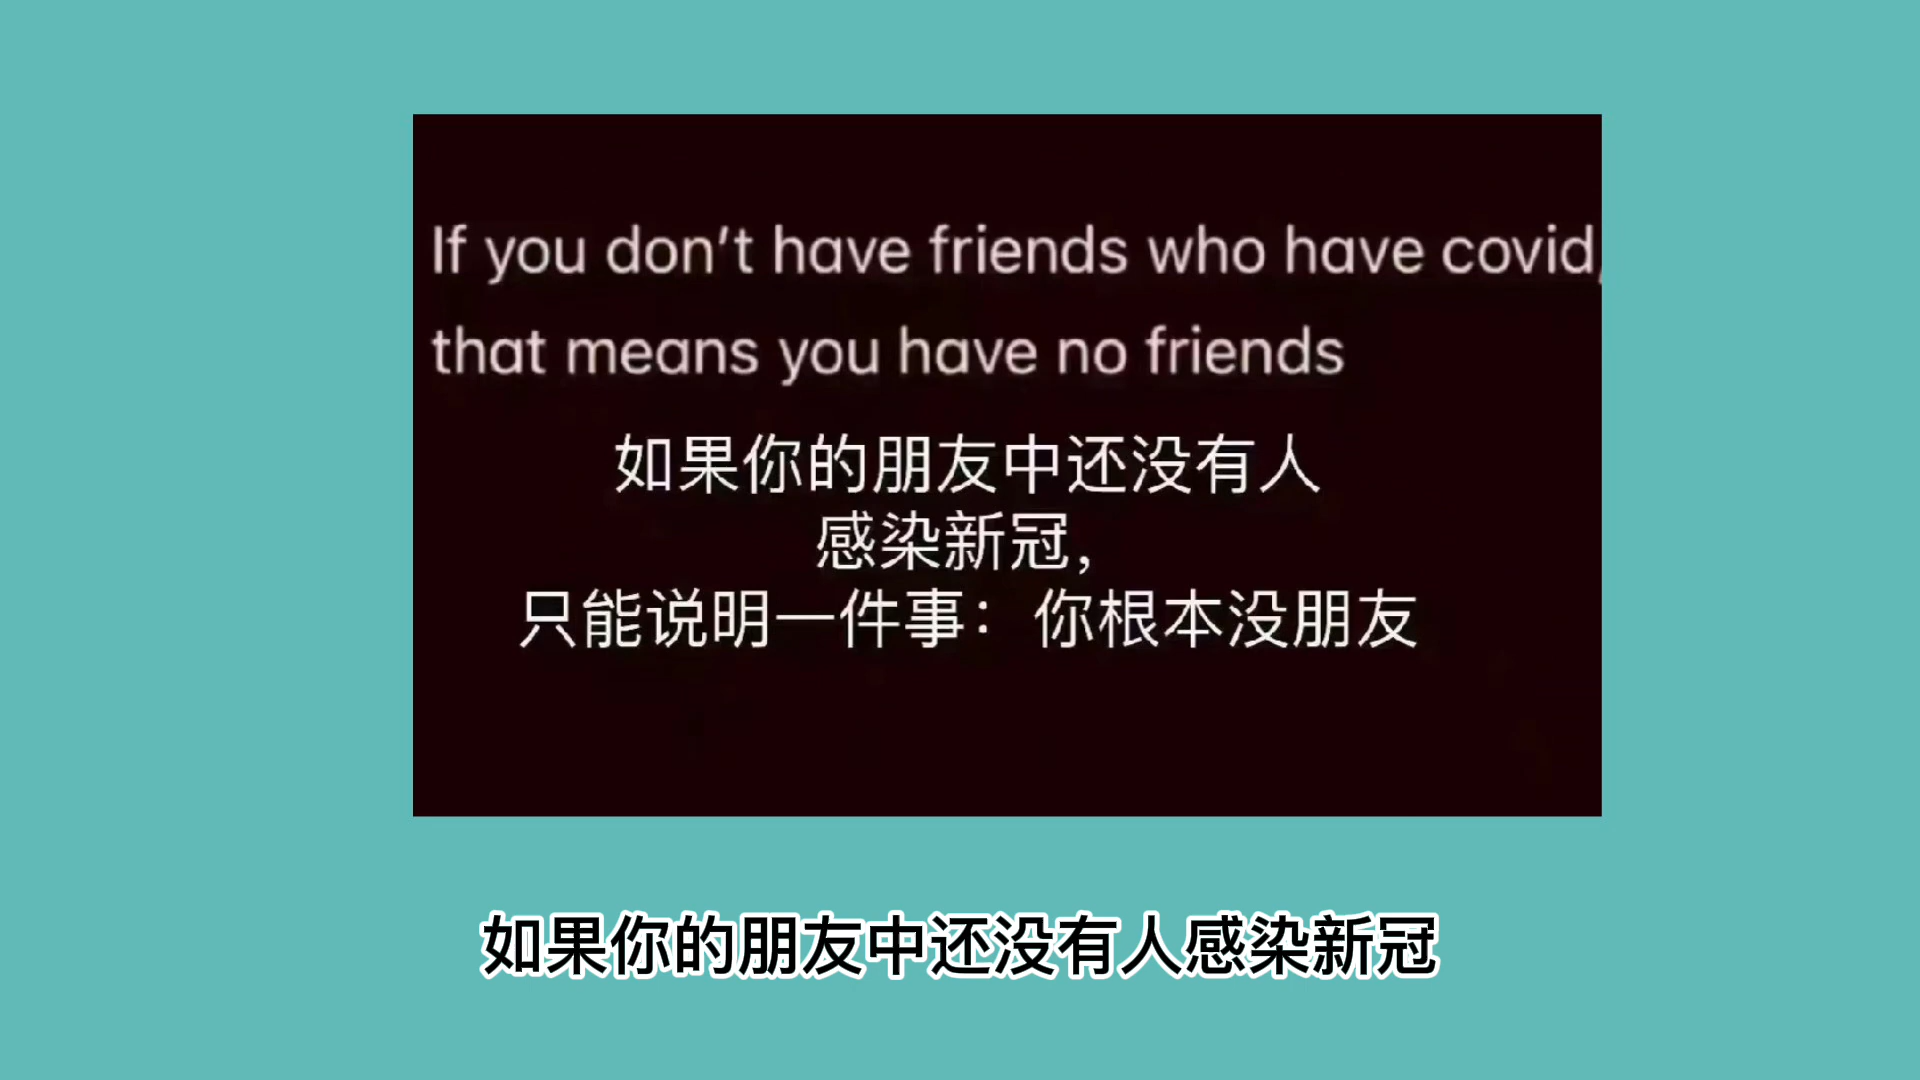 If you don't have friends who have covid,
that means you have no friends
如果你的朋友中还没有人
感染新冠，
只能说明一件事：你根本没朋友
如果你的朋友中还没有人感染新冠